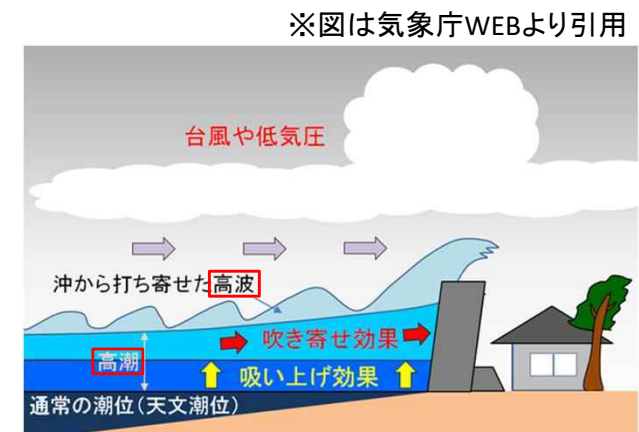 ※図は気象庁WEBより引用
台風や低気圧
沖から打ち寄せた高波
吹き寄せ効果
高潮
吸い上げ効果
通常の潮位(天文潮位)